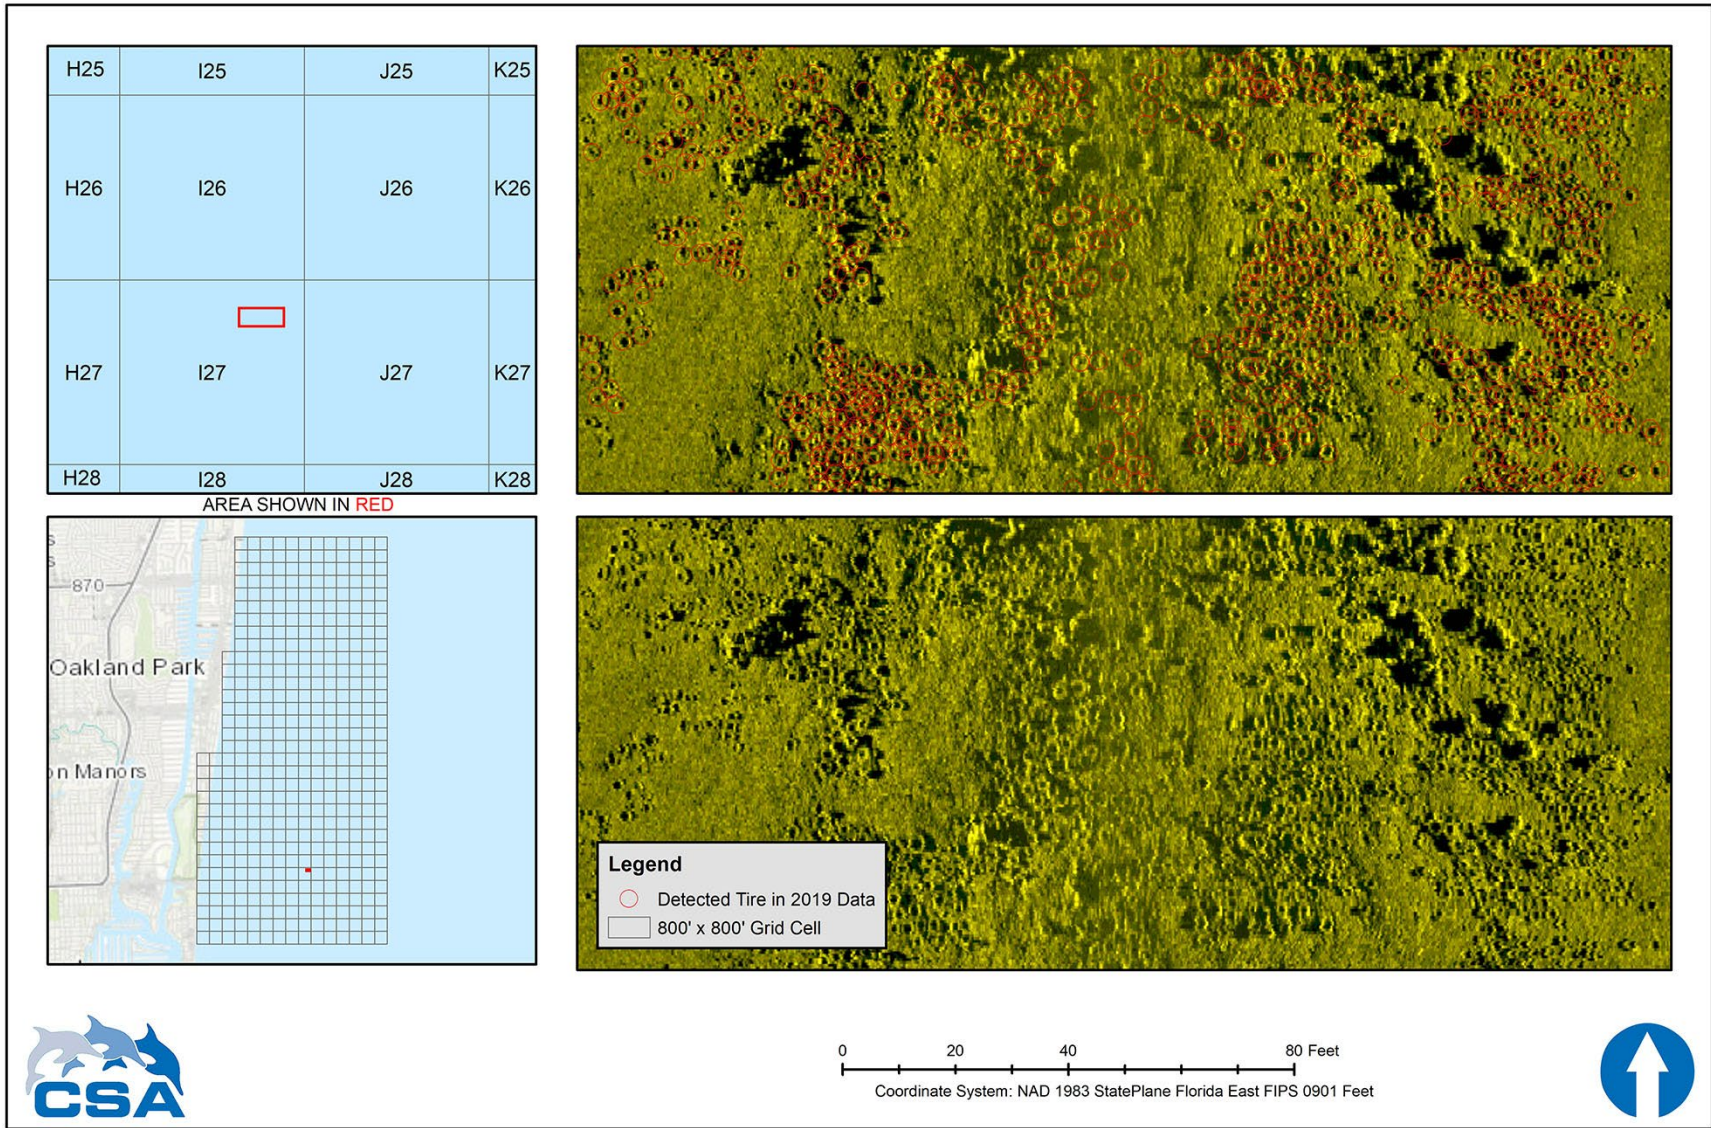 H25 I25 J25 K25
H26 I26 J26 K26
H27 I27 J27 K27
H28 I28 J28 K28
AREA SHOWN IN RED
s
s
870
Oakland Park
on Manors
Legend
Detected Tire in 2019 Data
800' x 800' Grid Cell
CSA
0 20 40 80 Feet
Coordinate System: NAD 1983 StatePlane Florida East FIPS 0901 Feet